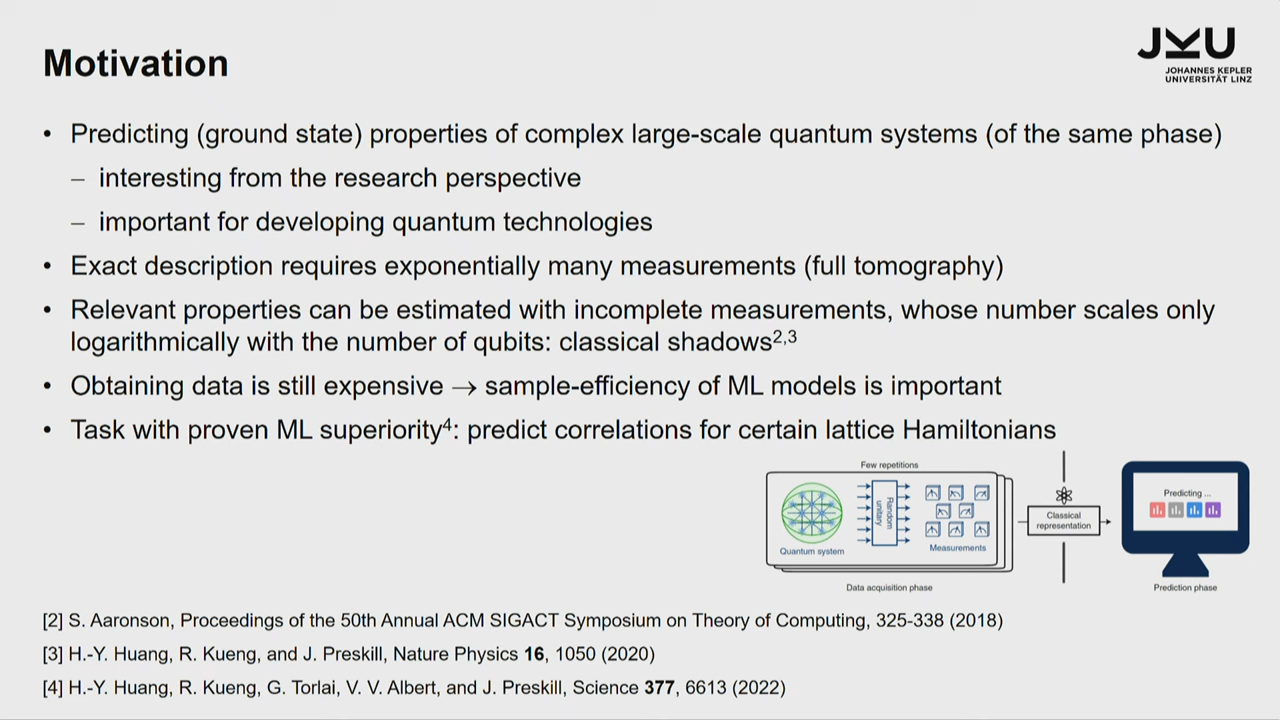 Motivation
JMU
JOHANNES KEPLER
UNIVERSITÄT LINZ
• Predicting (ground state) properties of complex large-scale quantum systems (of the same phase)
– interesting from the research perspective
– important for developing quantum technologies
• Exact description requires exponentially many measurements (full tomography)
• Relevant properties can be estimated with incomplete measurements, whose number scales only
logarithmically with the number of qubits: classical shadows2,3
• Obtaining data is still expensive → sample-efficiency of ML models is important
• Task with proven ML superiority4: predict correlations for certain lattice Hamiltonians
Few repetitions
Quantum system
Random
unitary
Measurements
Data acquisition phase
Classical
representation
Predicting ...
Prediction phase
[2] S. Aaronson, Proceedings of the 50th Annual ACM SIGACT Symposium on Theory of Computing, 325-338 (2018)
[3] H.-Y. Huang, R. Kueng, and J. Preskill, Nature Physics 16, 1050 (2020)
[4] H.-Y. Huang, R. Kueng, G. Torlai, V. V. Albert, and J. Preskill, Science 377, 6613 (2022)